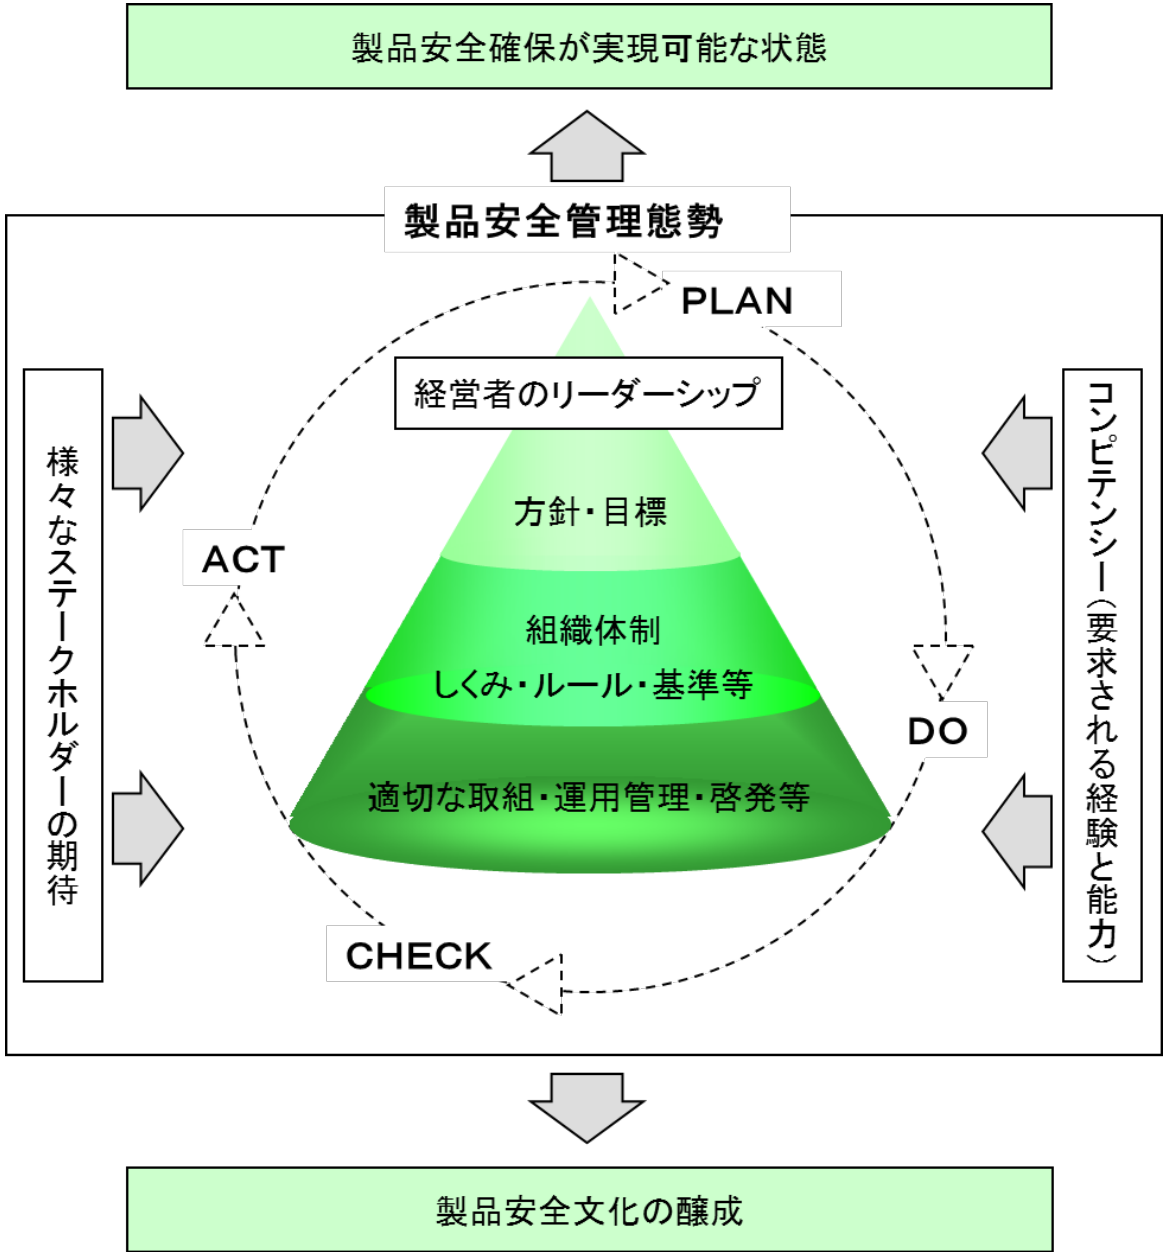 製品安全確保が実現可能な状態
製品安全管理態勢
PLAN
経営者のリーダーシップ
様々なステークホルダーの期待
コンピテンシー(要求される経験と能力)
方針・目標
ACT
組織体制
しくみ・ルール・基準等
DO
適切な取組・運用管理・啓発等
CHECK
製品安全文化の醸成